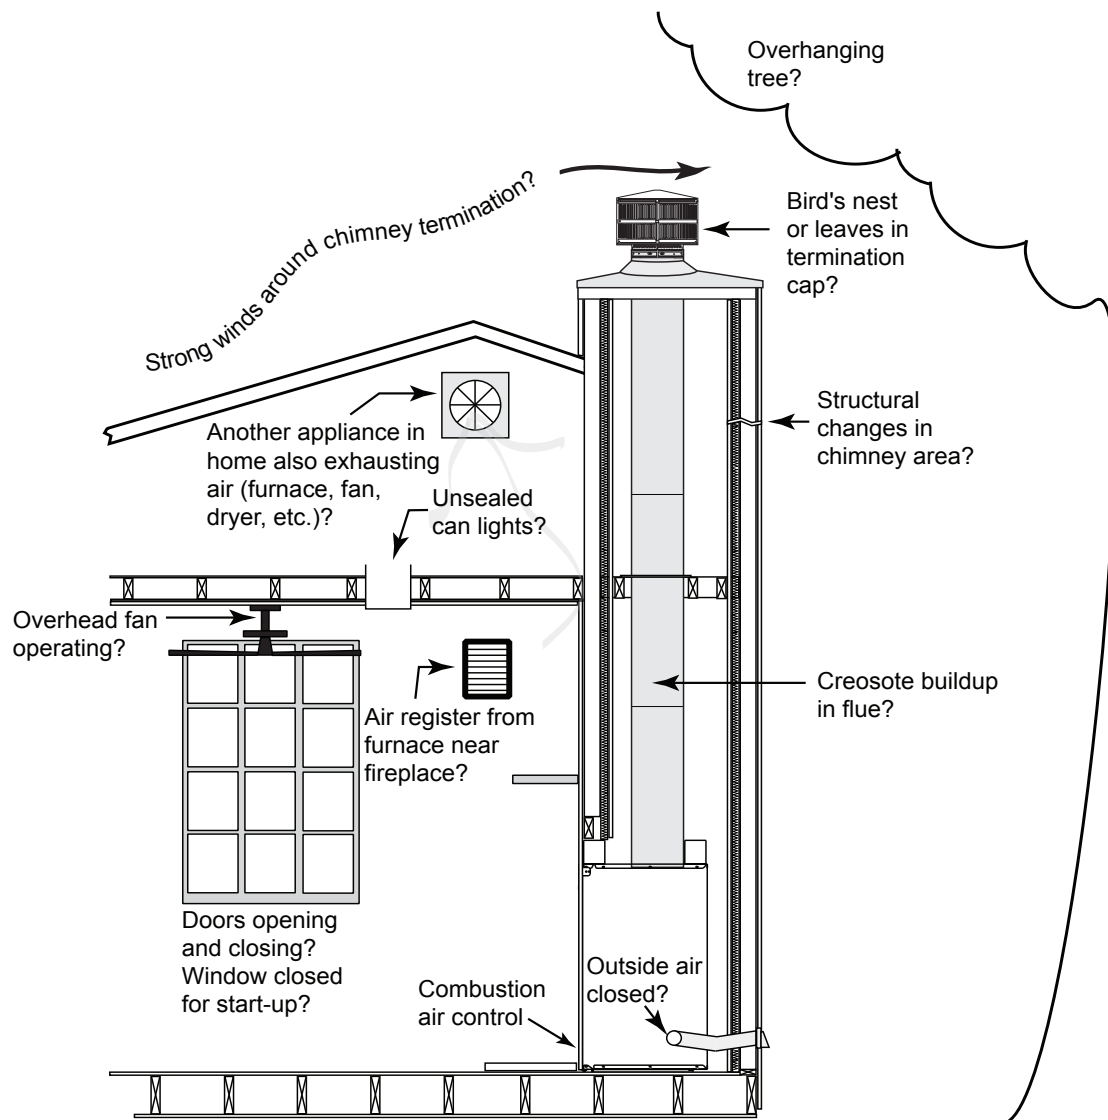 Overhanging
tree?
Strong winds around chimney termination?
Bird's nest
or leaves in
termination
cap?
Structural
changes in
chimney area?
Another appliance in
home also exhausting
air (furnace, fan,
dryer, etc.)?
Unsealed
can lights?
Overhead fan
operating?
Air register from
furnace near
fireplace?
Creosote buildup
in flue?
Doors opening
and closing?
Window closed
for start-up?
Combustion
air control
Outside air
closed?